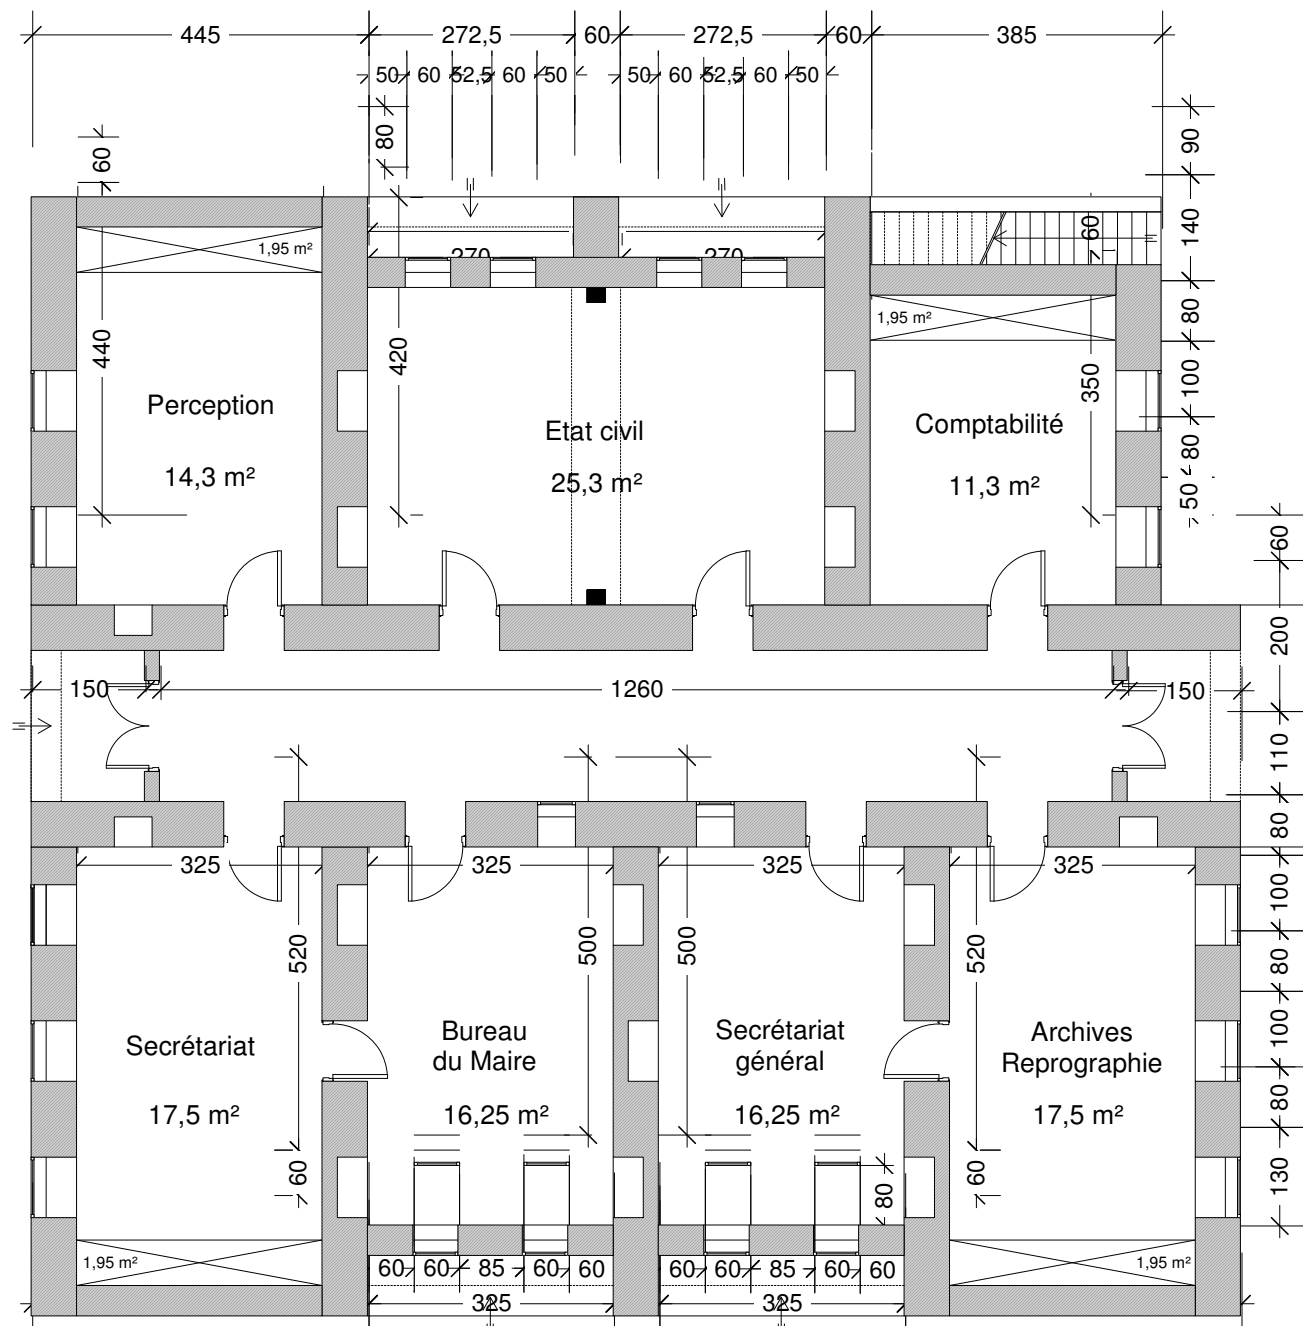 445 272,5 60 272,5 60 385
50 60 52,5 60 50 50 60 52,5 60 50
60
80
90
140
60
270 270
1,95 m²
1,95 m²
80
440
420
350
100
Perception
Etat civil
Comptabilité
14,3 m²
25,3 m²
11,3 m²
80
50
60
200
150 1260 150
110
80
325 325 325 325
100
520 500 500 520
80
100
Secrétariat
Bureau
du Maire
Secrétariat
général
Archives
Reprographie
17,5 m²
16,25 m²
16,25 m²
17,5 m²
80
60
80
60
130
1,95 m²
60 60 85 60 60
60 60 85 60 60
1,95 m²
325 325